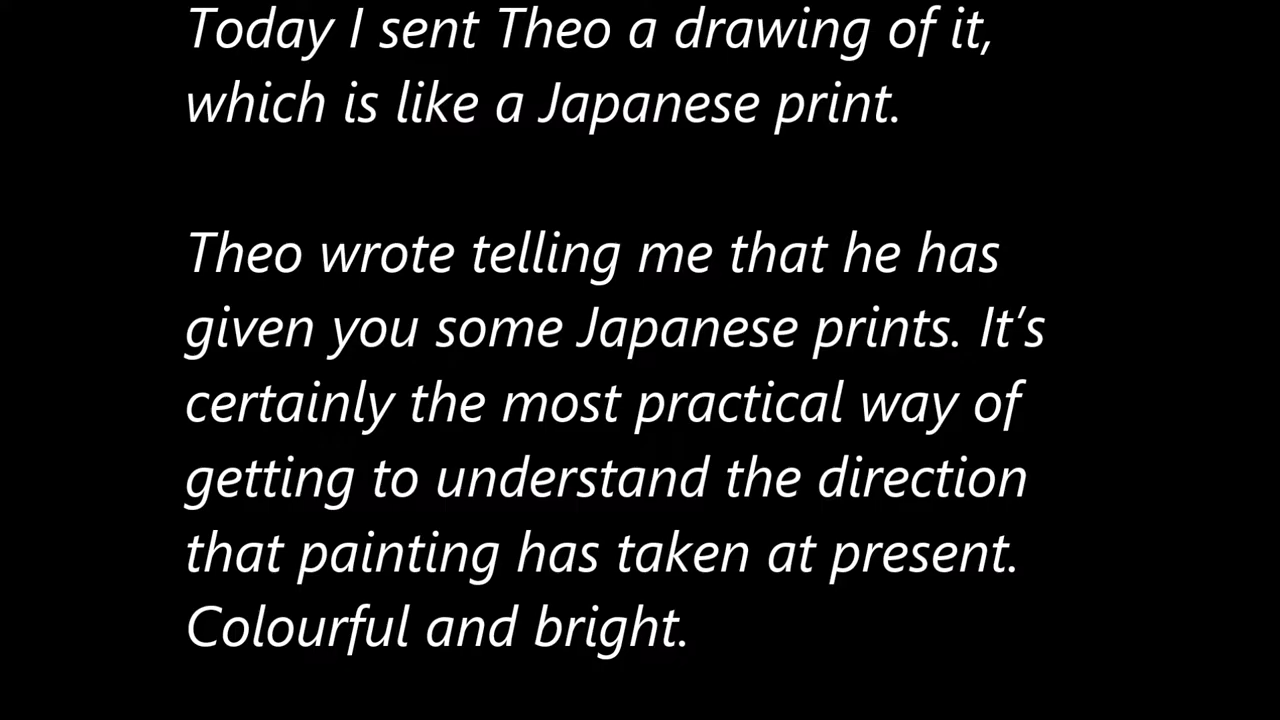 Today I sent Theo a drawing of it,
which is like a Japanese print.
Theo wrote telling me that he has
given you some Japanese prints. It’s
certainly the most practical way of
getting to understand the direction
that painting has taken at present.
Colourful and bright.